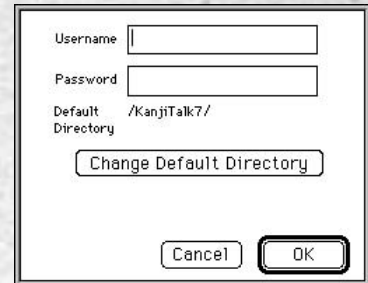 Username
Password
Default /KanjiTalk7/
Directory
Change Default Directory
Cancel OK